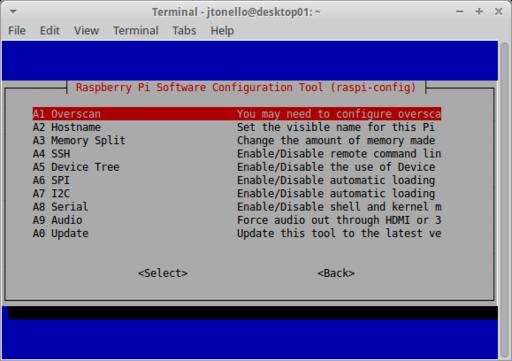 Terminal - jtonello@desktop01: ~
File Edit View Terminal Tabs Help
Raspberry Pi Software Configuration Tool (raspi-config)
A1 Overscan You may need to configure oversca
A2 Hostname Set the visible name for this Pi
A3 Memory Split Change the amount of memory made
A4 SSH Enable/Disable remote command lin
A5 Device Tree Enable/Disable the use of Device
A6 SPI Enable/Disable automatic loading
A7 I2C Enable/Disable automatic loading
A8 Serial Enable/Disable shell and kernel m
A9 Audio Force audio out through HDMI or 3
A0 Update Update this tool to the latest ve
<Select> <Back>